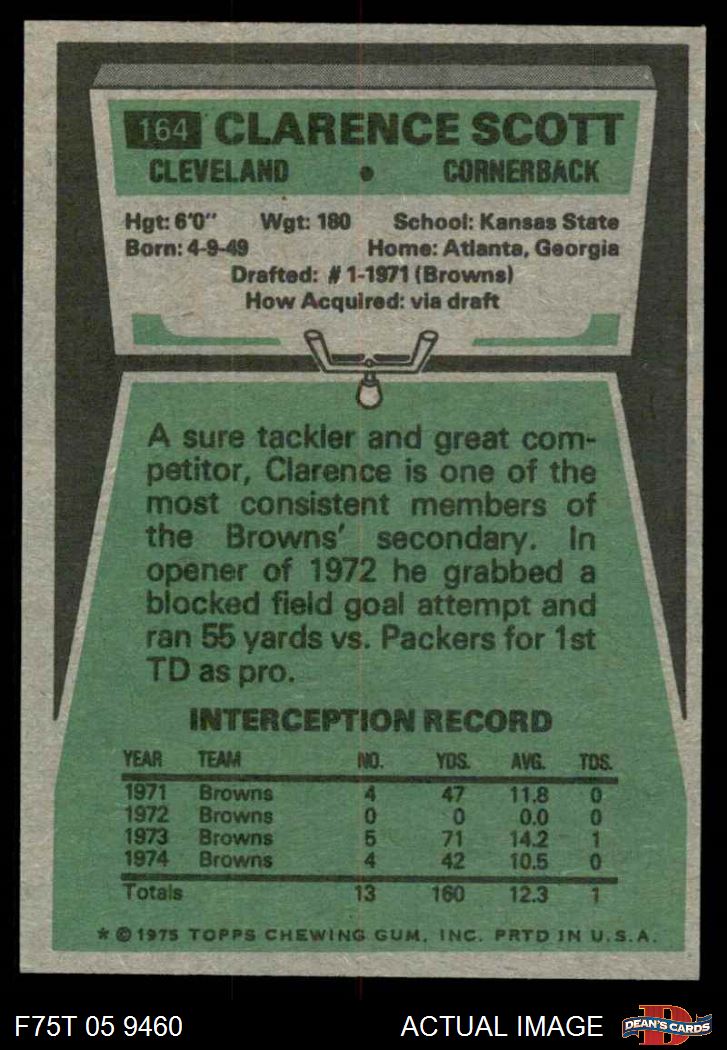 164 CLARENCE SCOTT
CLEVELAND • CORNERBACK
Hgt: 6'0" Wgt: 180 School: Kansas State
Born: 4-9-49 Home: Atlanta, Georgia
Drafted: #1-1971 (Browns)
How Acquired: via draft
A sure tackler and great com-
petitor, Clarence is one of the
most consistent members of
the Browns' secondary. In
opener of 1972 he grabbed a
blocked field goal attempt and
ran 55 yards vs. Packers for 1st
TD as pro.
INTERCEPTION RECORD
YEAR TEAM NO. YDS. AVG. TDS.
1971 Browns 4 47 11.8 0
1972 Browns 0 0 0.0 0
1973 Browns 5 71 14.2 1
1974 Browns 4 42 10.5 0
Totals 13 160 12.3 1
* © 1975 TOPPS CHEWING GUM, INC. PRTD IN U.S.A.
F75T 05 9460 ACTUAL IMAGE D DEAN'S CARDS